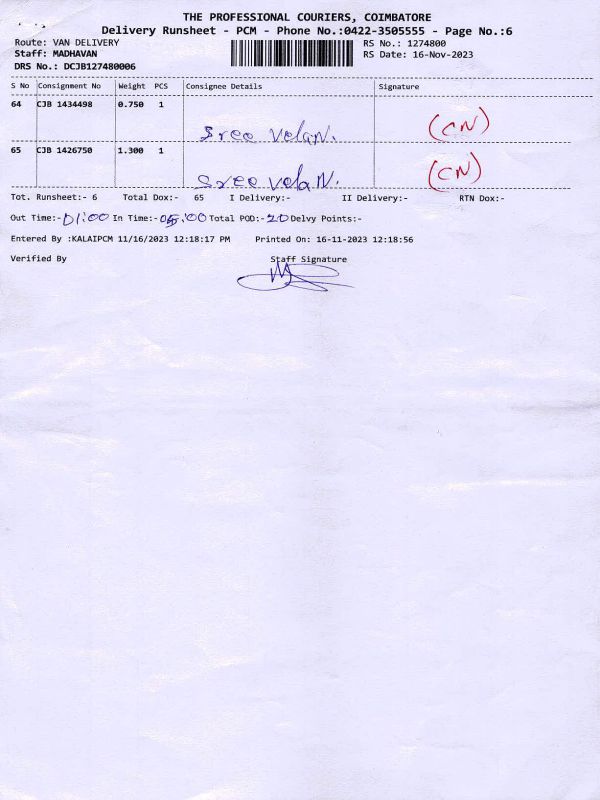 THE PROFESSIONAL COURIERS, COIMBATORE
Delivery Runsheet - PCM - Phone No.:0422-3505555 - Page No.:6
Route: VAN DELIVERY RS No.: 1274800
Staff: MADHAVAN RS Date: 16-Nov-2023
DRS No.: DCJB127480006
S No Consignment No Weight PCS Consignee Details Signature
64 CJB 1434498 0.750 1
Sree Velan. (CN)
65 CJB 1426750 1.300 1
Sree Velan. (CN)
Tot. Runsheet:- 6 Total Dox:- 65 I Delivery:- II Delivery:- RTN Dox:-
Out Time:- 01:00 In Time:- 05:00 Total POD:- 20 Delvy Points:-
Entered By :KALAIPCM 11/16/2023 12:18:17 PM Printed On: 16-11-2023 12:18:56
Verified By Staff Signature